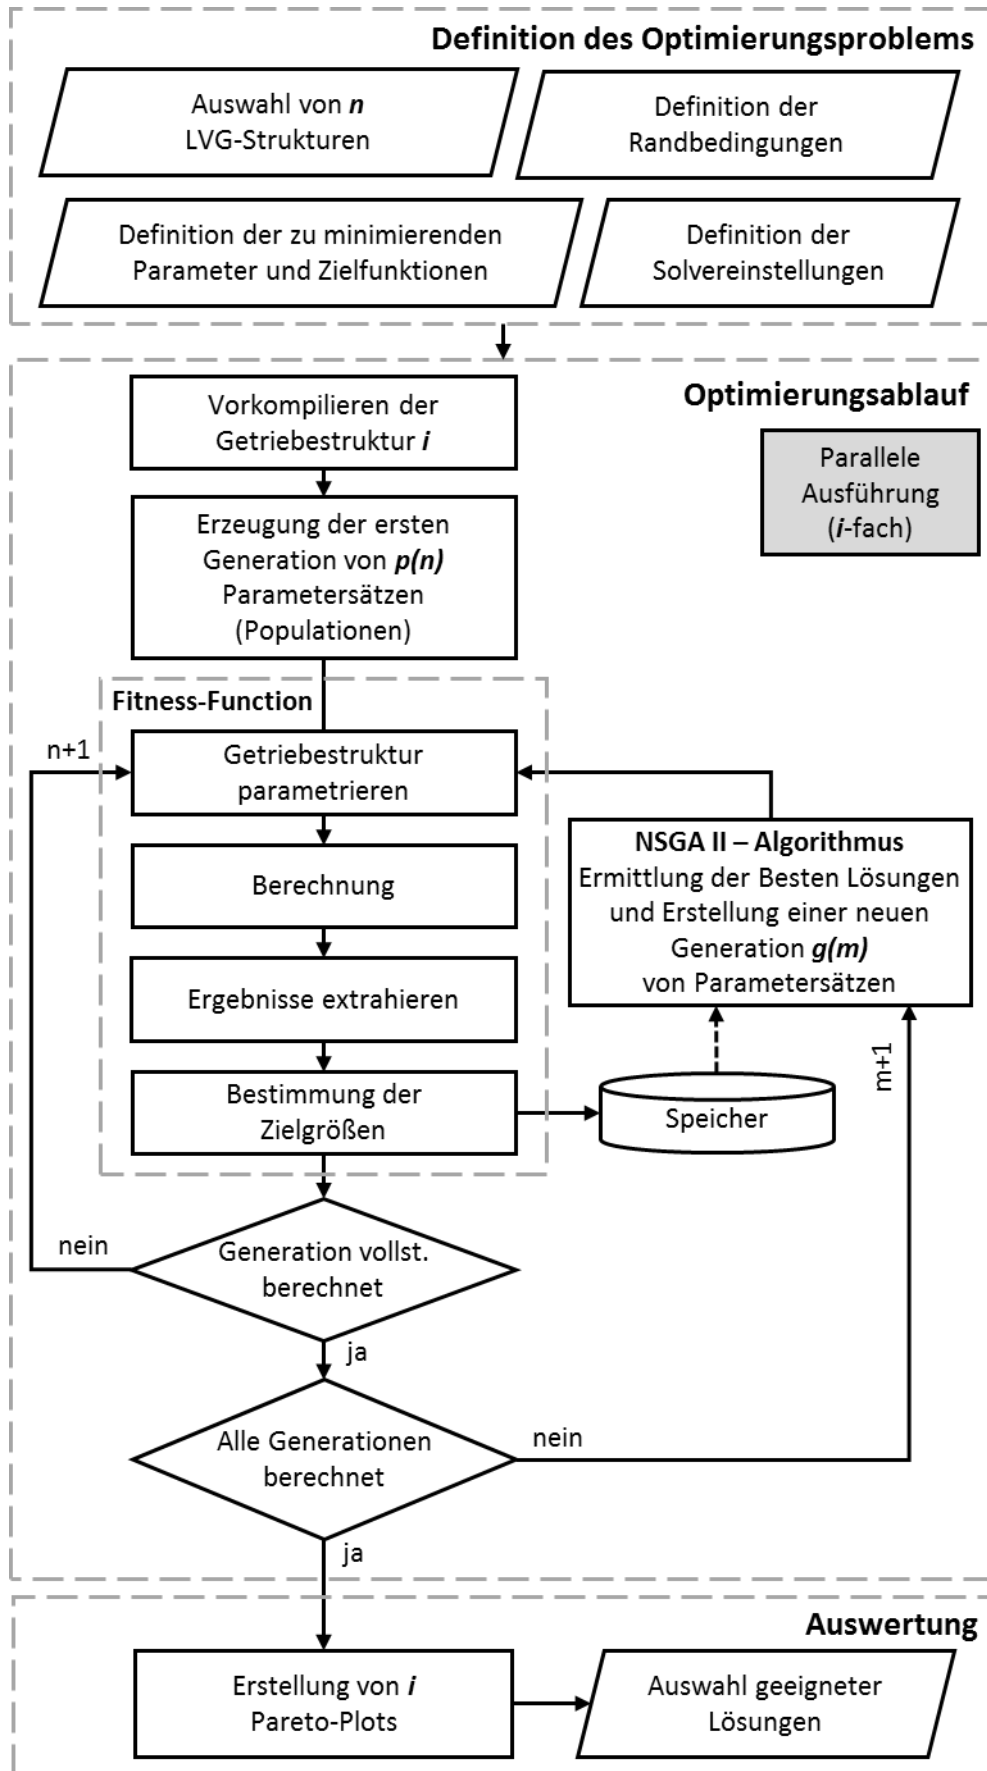 Definition des Optimierungsproblems
Auswahl von n
LVG-Strukturen
Definition der
Randbedingungen
Definition der zu minimierenden
Parameter und Zielfunktionen
Definition der
Solvereinstellungen
Optimierungsablauf
Vorkompilieren der
Getriebestruktur i
Parallele
Ausführung
(i-fach)
Erzeugung der ersten
Generation von p(n)
Parametersätzen
(Populationen)
Fitness-Function
n+1
Getriebestruktur
parametrieren
NSGA II – Algorithmus
Ermittlung der Besten Lösungen
und Erstellung einer neuen
Generation g(m)
von Parametersätzen
Berechnung
Ergebnisse extrahieren
m+1
Bestimmung der
Zielgrößen
Speicher
nein
Generation vollst.
berechnet
ja
Alle Generationen
berechnet
nein
ja
Auswertung
Erstellung von i
Pareto-Plots
Auswahl geeigneter
Lösungen